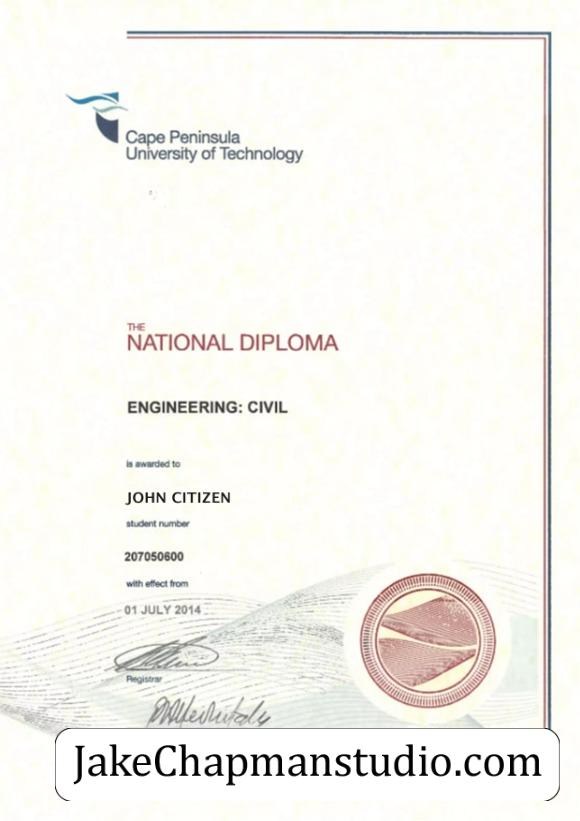 Cape Peninsula
University of Technology
THE
NATIONAL DIPLOMA
ENGINEERING: CIVIL
is awarded to
JOHN CITIZEN
student number
207050600
with effect from
01 JULY 2014
Registrar
JakeChapmanstudio.com